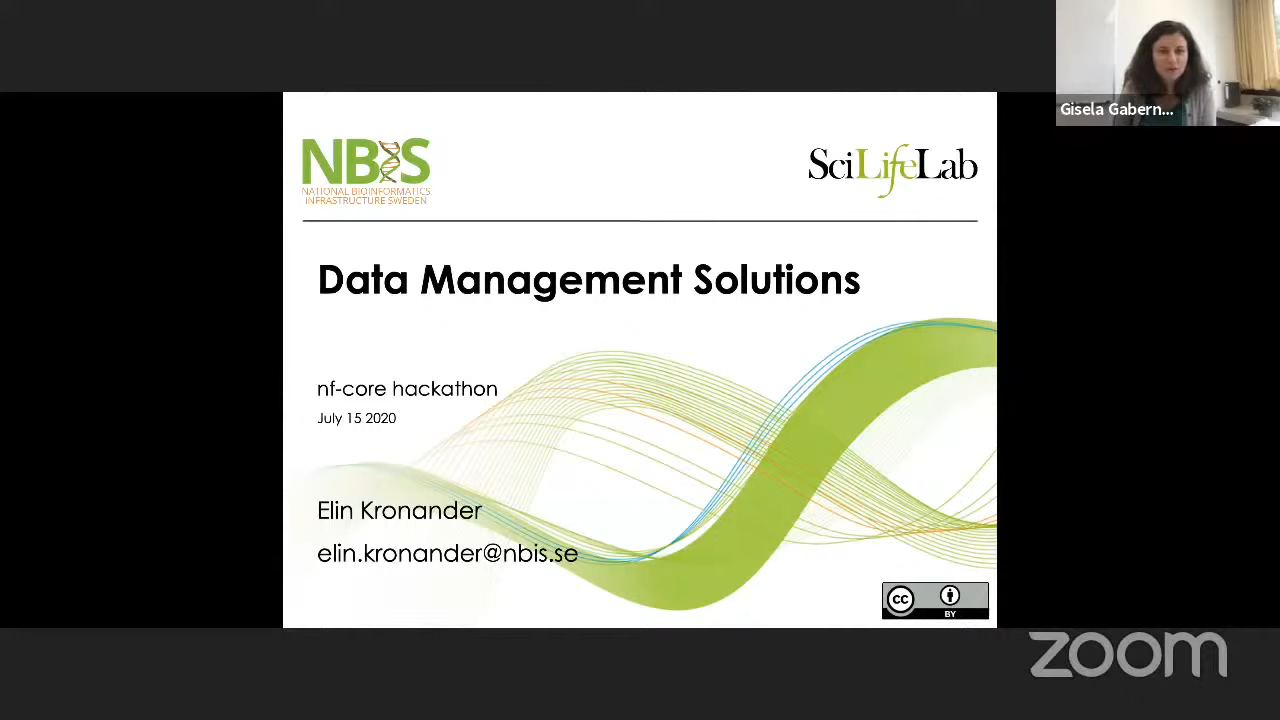 Gisela Gabern...
NBIS
NATIONAL BIOINFORMATICS
INFRASTRUCTURE SWEDEN
SciLifeLab
Data Management Solutions
nf-core hackathon
July 15 2020
Elin Kronander
elin.kronander@nbis.se
cc
BY
zoom